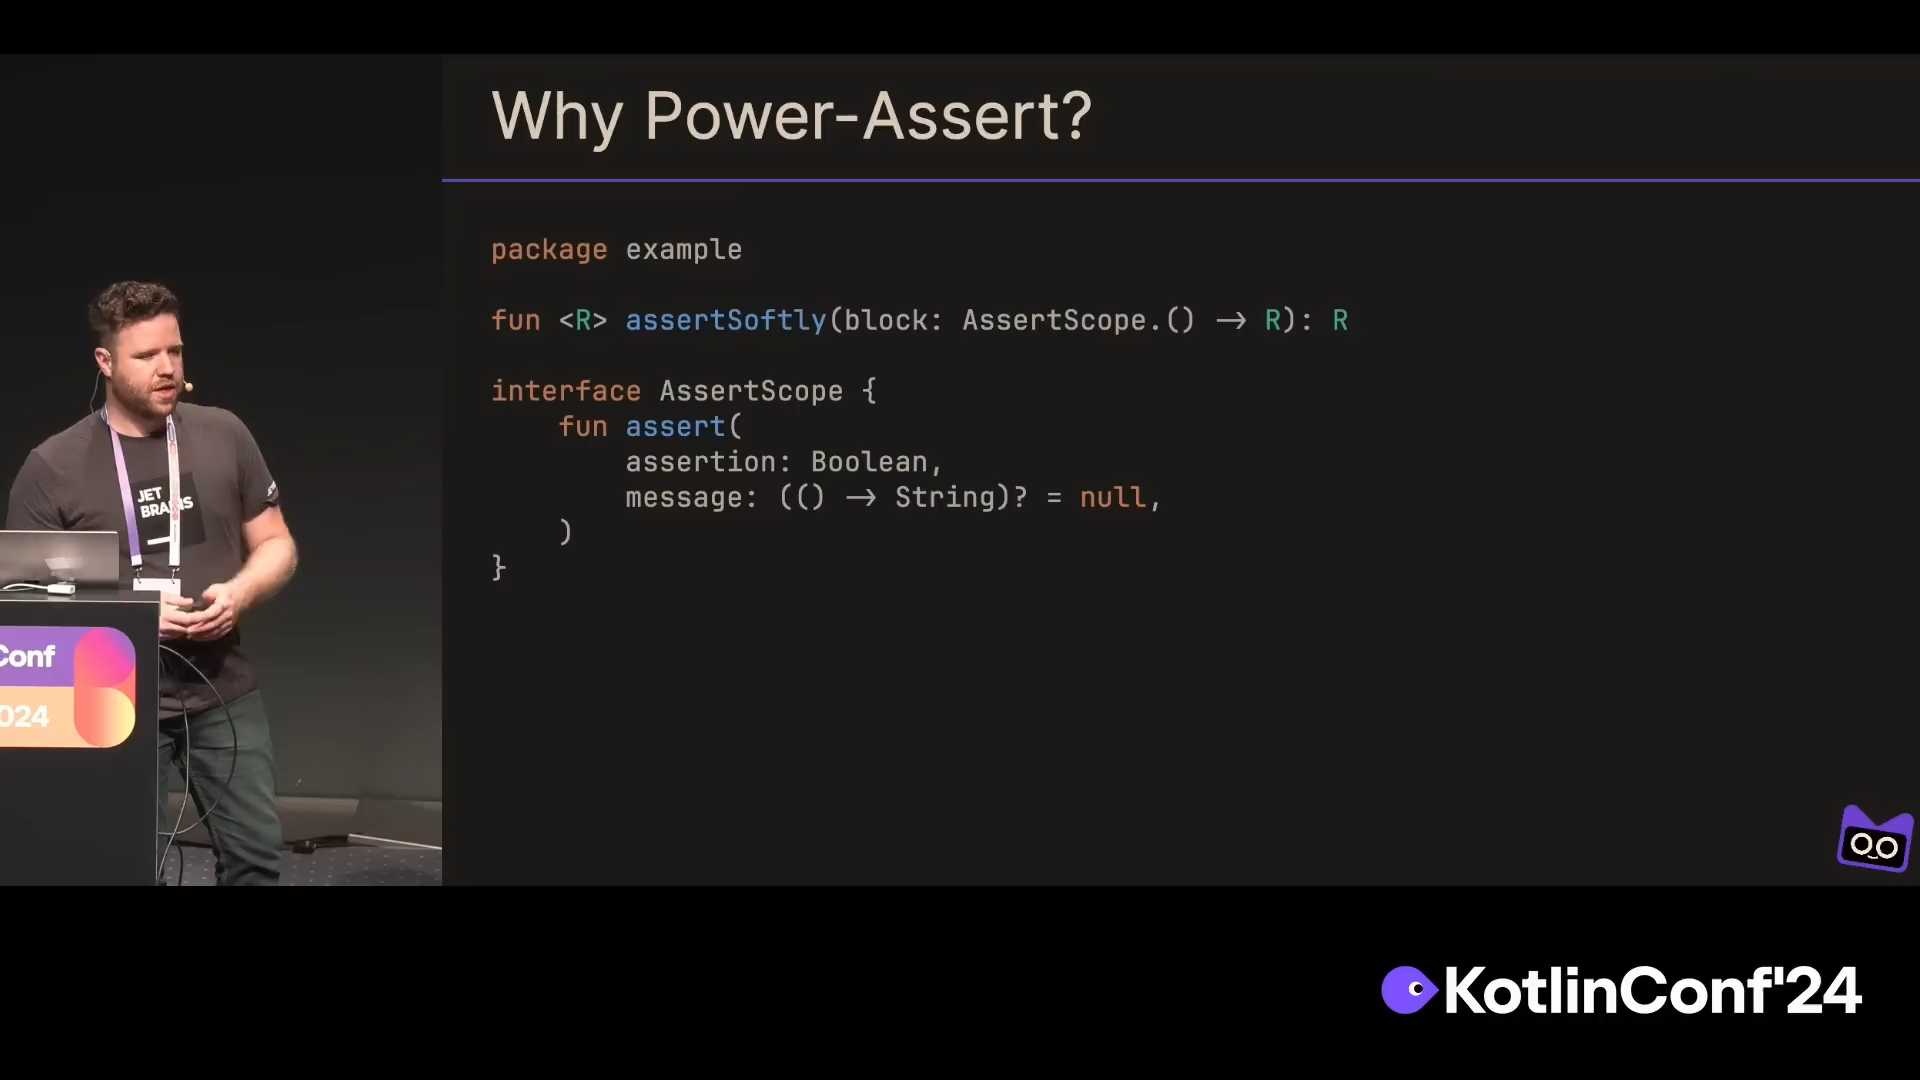 Why Power-Assert?
package example
fun <R> assertSoftly(block: AssertScope.() → R): R
interface AssertScope {
    fun assert(
        assertion: Boolean,
        message: (() → String)? = null,
    )
}
JET
BRAINS
Conf
024
KotlinConf'24